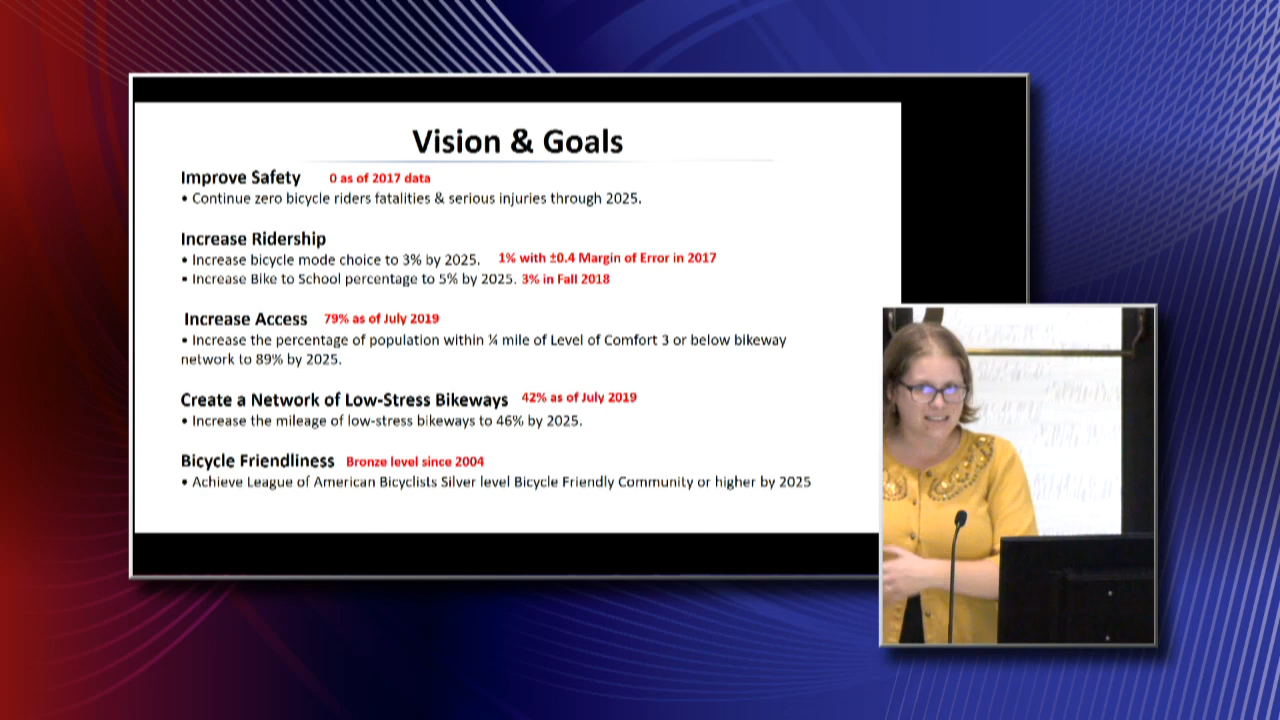 Vision & Goals
Improve Safety 0 as of 2017 data
• Continue zero bicycle riders fatalities & serious injuries through 2025.
Increase Ridership
• Increase bicycle mode choice to 3% by 2025. 1% with ±0.4 Margin of Error in 2017
• Increase Bike to School percentage to 5% by 2025. 3% in Fall 2018
Increase Access 79% as of July 2019
• Increase the percentage of population within ¼ mile of Level of Comfort 3 or below bikeway
network to 89% by 2025.
Create a Network of Low-Stress Bikeways 42% as of July 2019
• Increase the mileage of low-stress bikeways to 46% by 2025.
Bicycle Friendliness Bronze level since 2004
• Achieve League of American Bicyclists Silver level Bicycle Friendly Community or higher by 2025